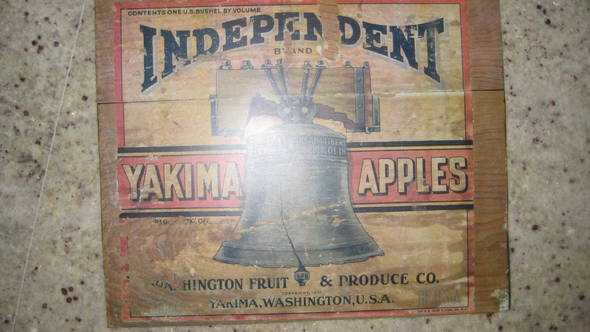 CONTENTS ONE U.S. BUSHEL BY VOLUME
INDEPENDENT
BRAND
YAKIMA APPLES
HINGTON FRUIT & PRODUCE CO.
YAKIMA, WASHINGTON, U.S.A.